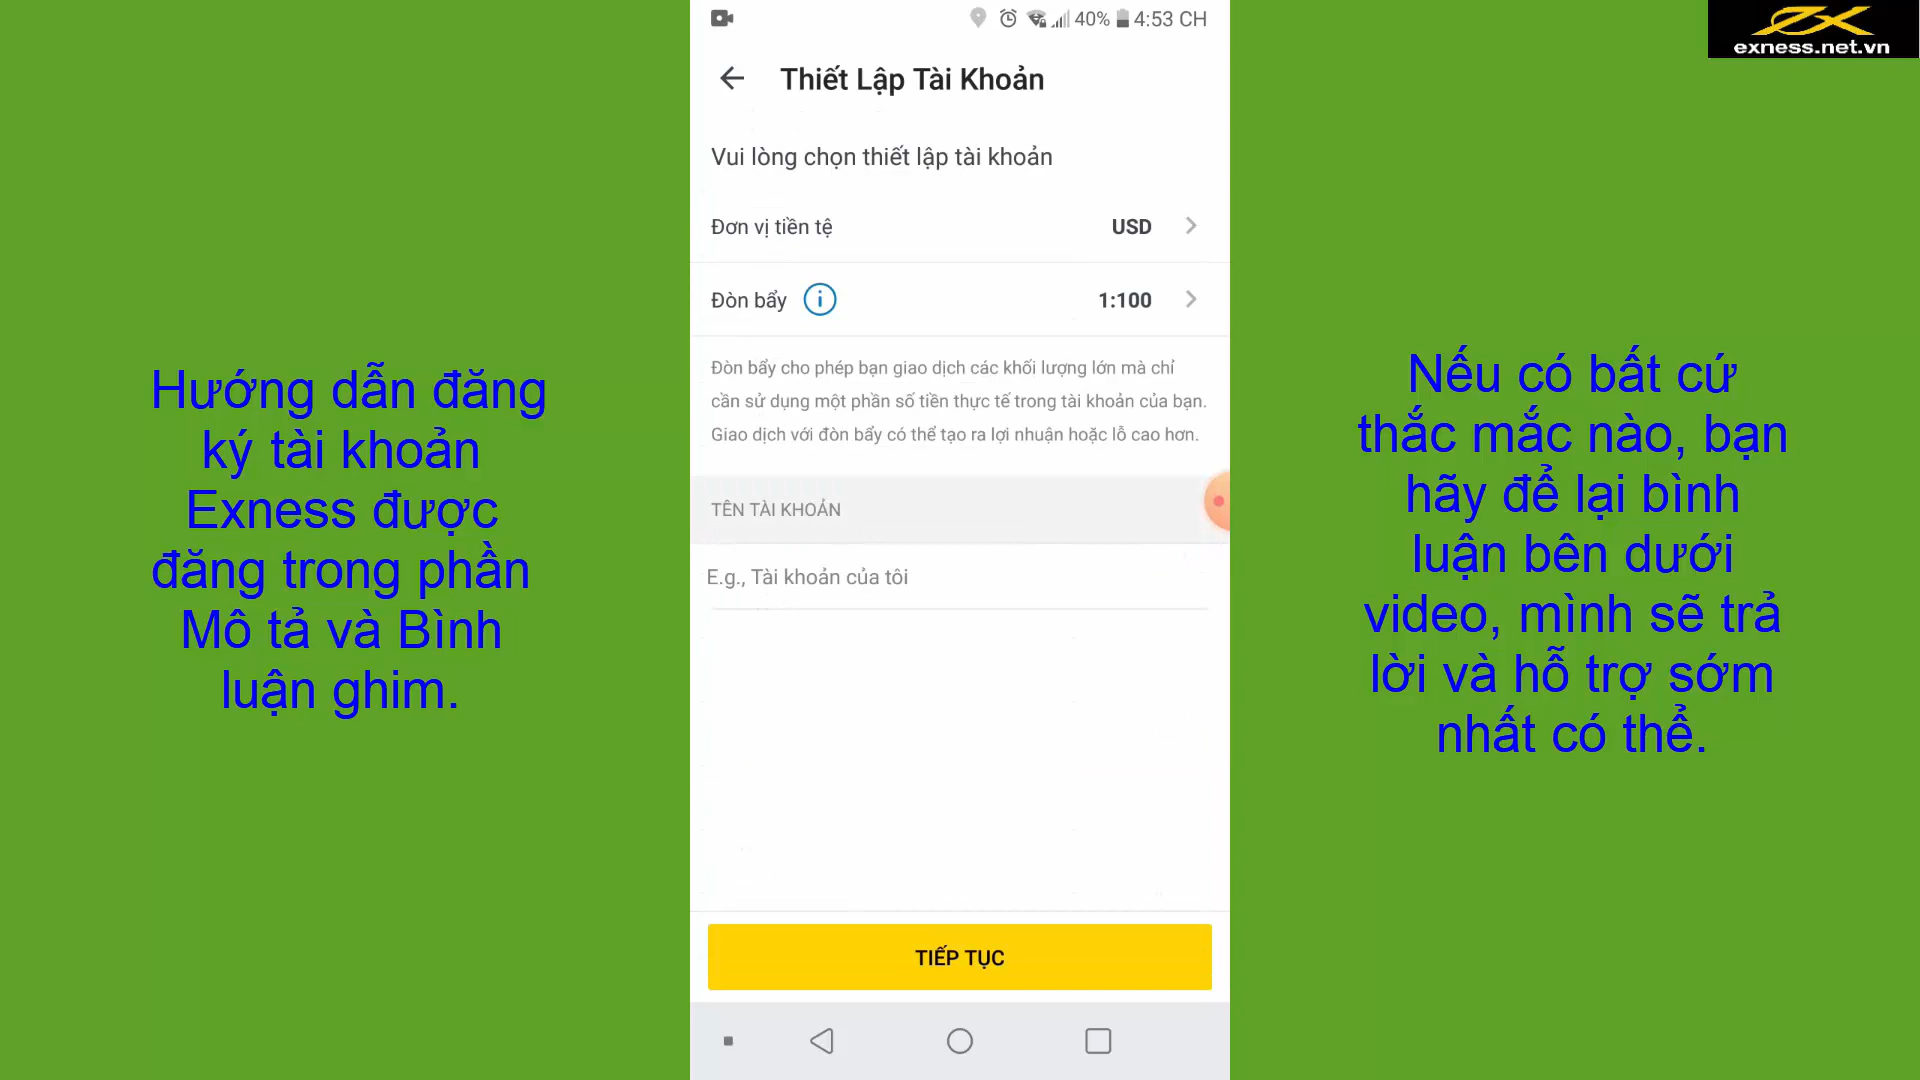 40% 4:53 CH
exness.net.vn
Thiết Lập Tài Khoản
Vui lòng chọn thiết lập tài khoản
Đơn vị tiền tệ USD
Đòn bẩy 1:100
Đòn bẩy cho phép bạn giao dịch các khối lượng lớn mà chỉ
cần sử dụng một phần số tiền thực tế trong tài khoản của bạn.
Giao dịch với đòn bẩy có thể tạo ra lợi nhuận hoặc lỗ cao hơn.
TÊN TÀI KHOẢN
E.g., Tài khoản của tôi
TIẾP TỤC
Hướng dẫn đăng
ký tài khoản
Exness được
đăng trong phần
Mô tả và Bình
luận ghim.
Nếu có bất cứ
thắc mắc nào, bạn
hãy để lại bình
luận bên dưới
video, mình sẽ trả
lời và hỗ trợ sớm
nhất có thể.